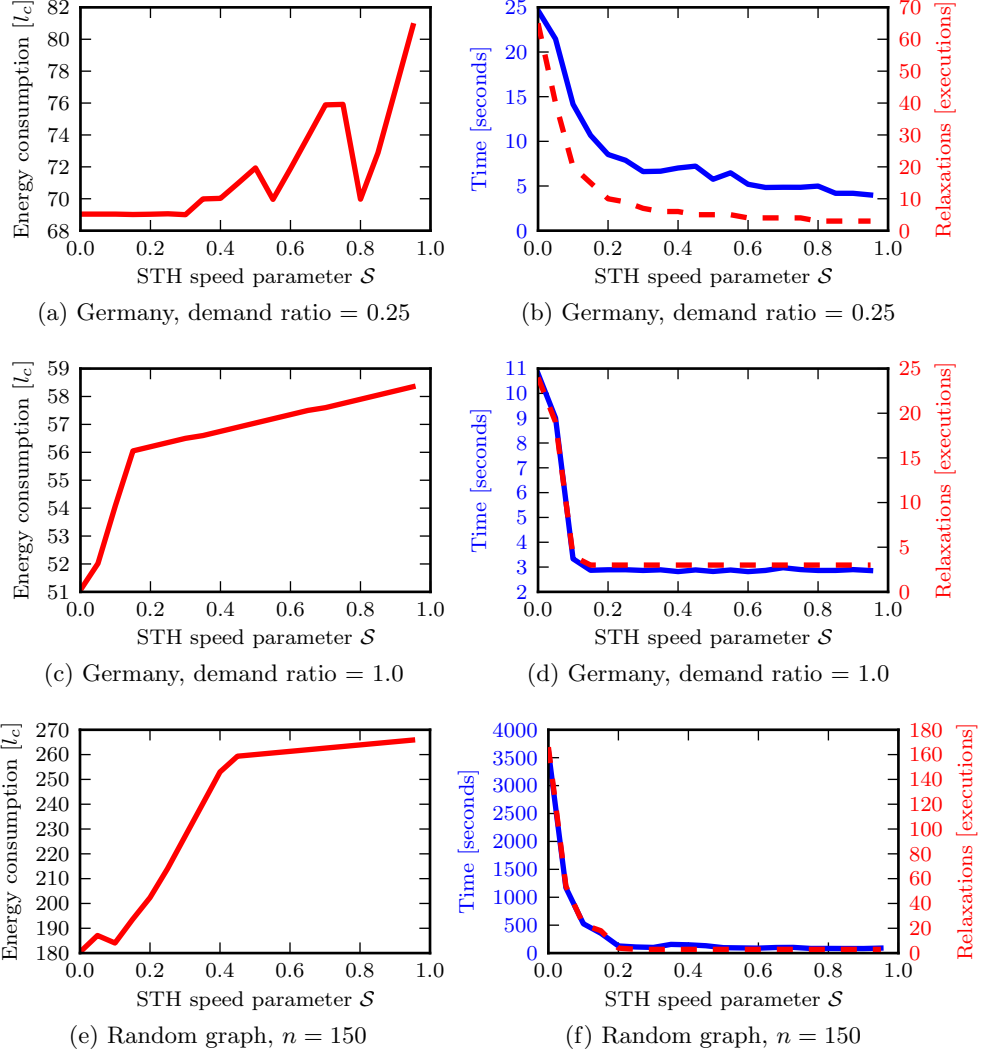 82
80
78
76
74
72
70
68
Energy consumption [l_c]
0.0 0.2 0.4 0.6 0.8 1.0
STH speed parameter S
(a) Germany, demand ratio = 0.25
25
20
15
10
5
0
Time [seconds]
70
60
50
40
30
20
10
0
Relaxations [executions]
0.0 0.2 0.4 0.6 0.8 1.0
STH speed parameter S
(b) Germany, demand ratio = 0.25
59
58
57
56
55
54
53
52
51
Energy consumption [l_c]
0.0 0.2 0.4 0.6 0.8 1.0
STH speed parameter S
(c) Germany, demand ratio = 1.0
11
10
9
8
7
6
5
4
3
2
Time [seconds]
25
20
15
10
5
0
Relaxations [executions]
0.0 0.2 0.4 0.6 0.8 1.0
STH speed parameter S
(d) Germany, demand ratio = 1.0
270
260
250
240
230
220
210
200
190
180
Energy consumption [l_c]
0.0 0.2 0.4 0.6 0.8 1.0
STH speed parameter S
(e) Random graph, n = 150
4000
3500
3000
2500
2000
1500
1000
500
0
Time [seconds]
180
160
140
120
100
80
60
40
20
0
Relaxations [executions]
0.0 0.2 0.4 0.6 0.8 1.0
STH speed parameter S
(f) Random graph, n = 150